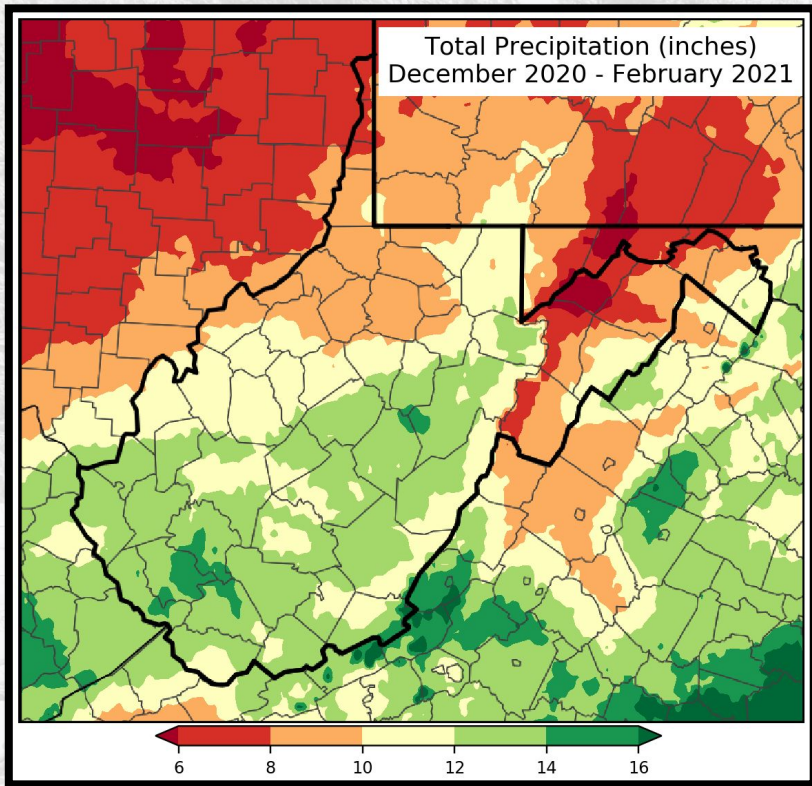 Total Precipitation (inches)
December 2020 - February 2021
6 8 10 12 14 16